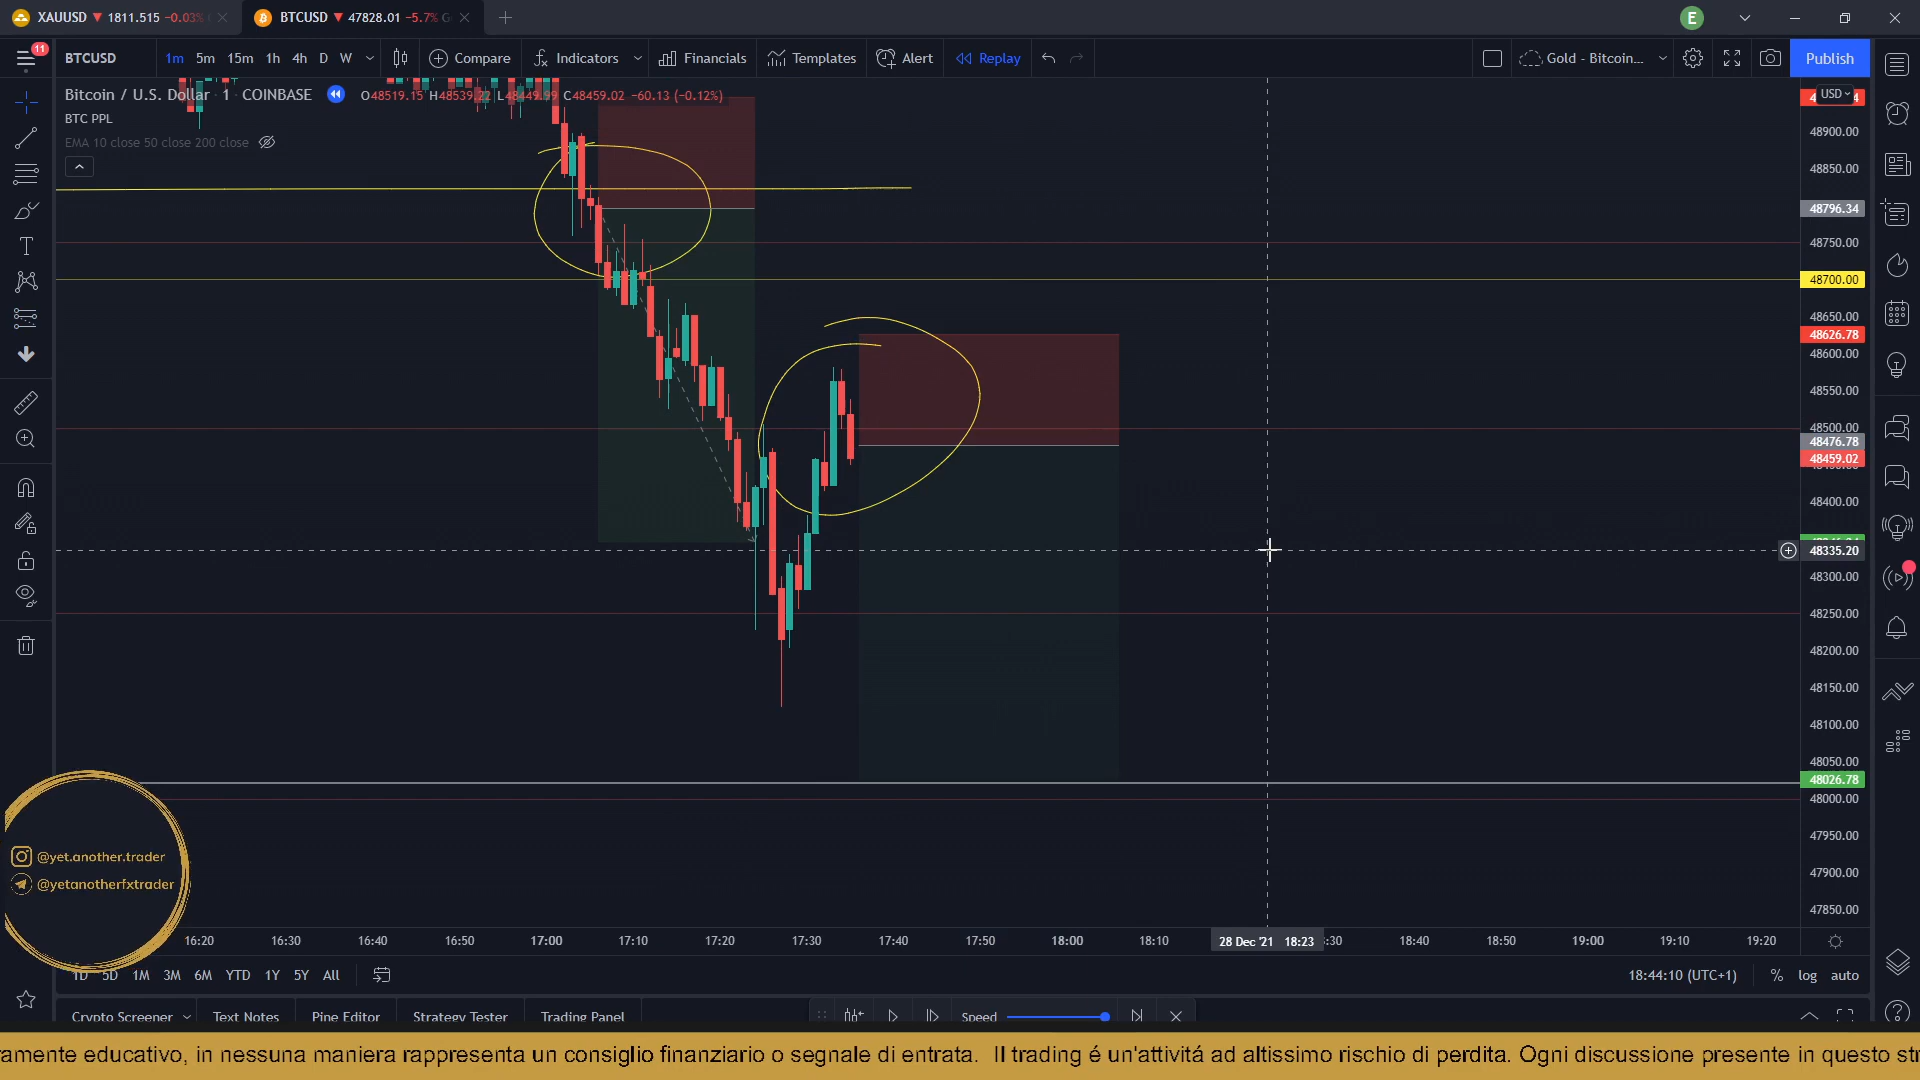 XAUUSD ▼ 1811.515 −0.03%
BTCUSD ▼ 47828.01 −5.7%
E
11
BTCUSD
1m 5m 15m 1h 4h D W
Compare
Indicators
Financials
Templates
Alert
Replay
Gold - Bitcoin...
Publish
Bitcoin / U.S. Dollar · 1 · COINBASE
O48519.15 H48539.22 L48449.99 C48459.02 −60.13 (−0.12%)
BTC PPL
EMA 10 close 50 close 200 close
USD
48900.00
48850.00
48796.34
48750.00
48700.00
48650.00
48626.78
48600.00
48550.00
48500.00
48476.78
48459.02
48400.00
48335.20
48300.00
48250.00
48200.00
48150.00
48100.00
48050.00
48026.78
48000.00
47950.00
47900.00
47850.00
@yet.another.trader
@yetanotherfxtrader
16:20 16:30 16:40 16:50 17:00 17:10 17:20 17:30 17:40 17:50 18:00 18:10 28 Dec '21 18:23 :30 18:40 18:50 19:00 19:10 19:20
1D 5D 1M 3M 6M YTD 1Y 5Y All
18:44:10 (UTC+1) % log auto
Crypto Screener Text Notes Pine Editor Strategy Tester Trading Panel
Speed
ramente educativo, in nessuna maniera rappresenta un consiglio finanziario o segnale di entrata. Il trading é un'attivitá ad altissimo rischio di perdita. Ogni discussione presente in questo str